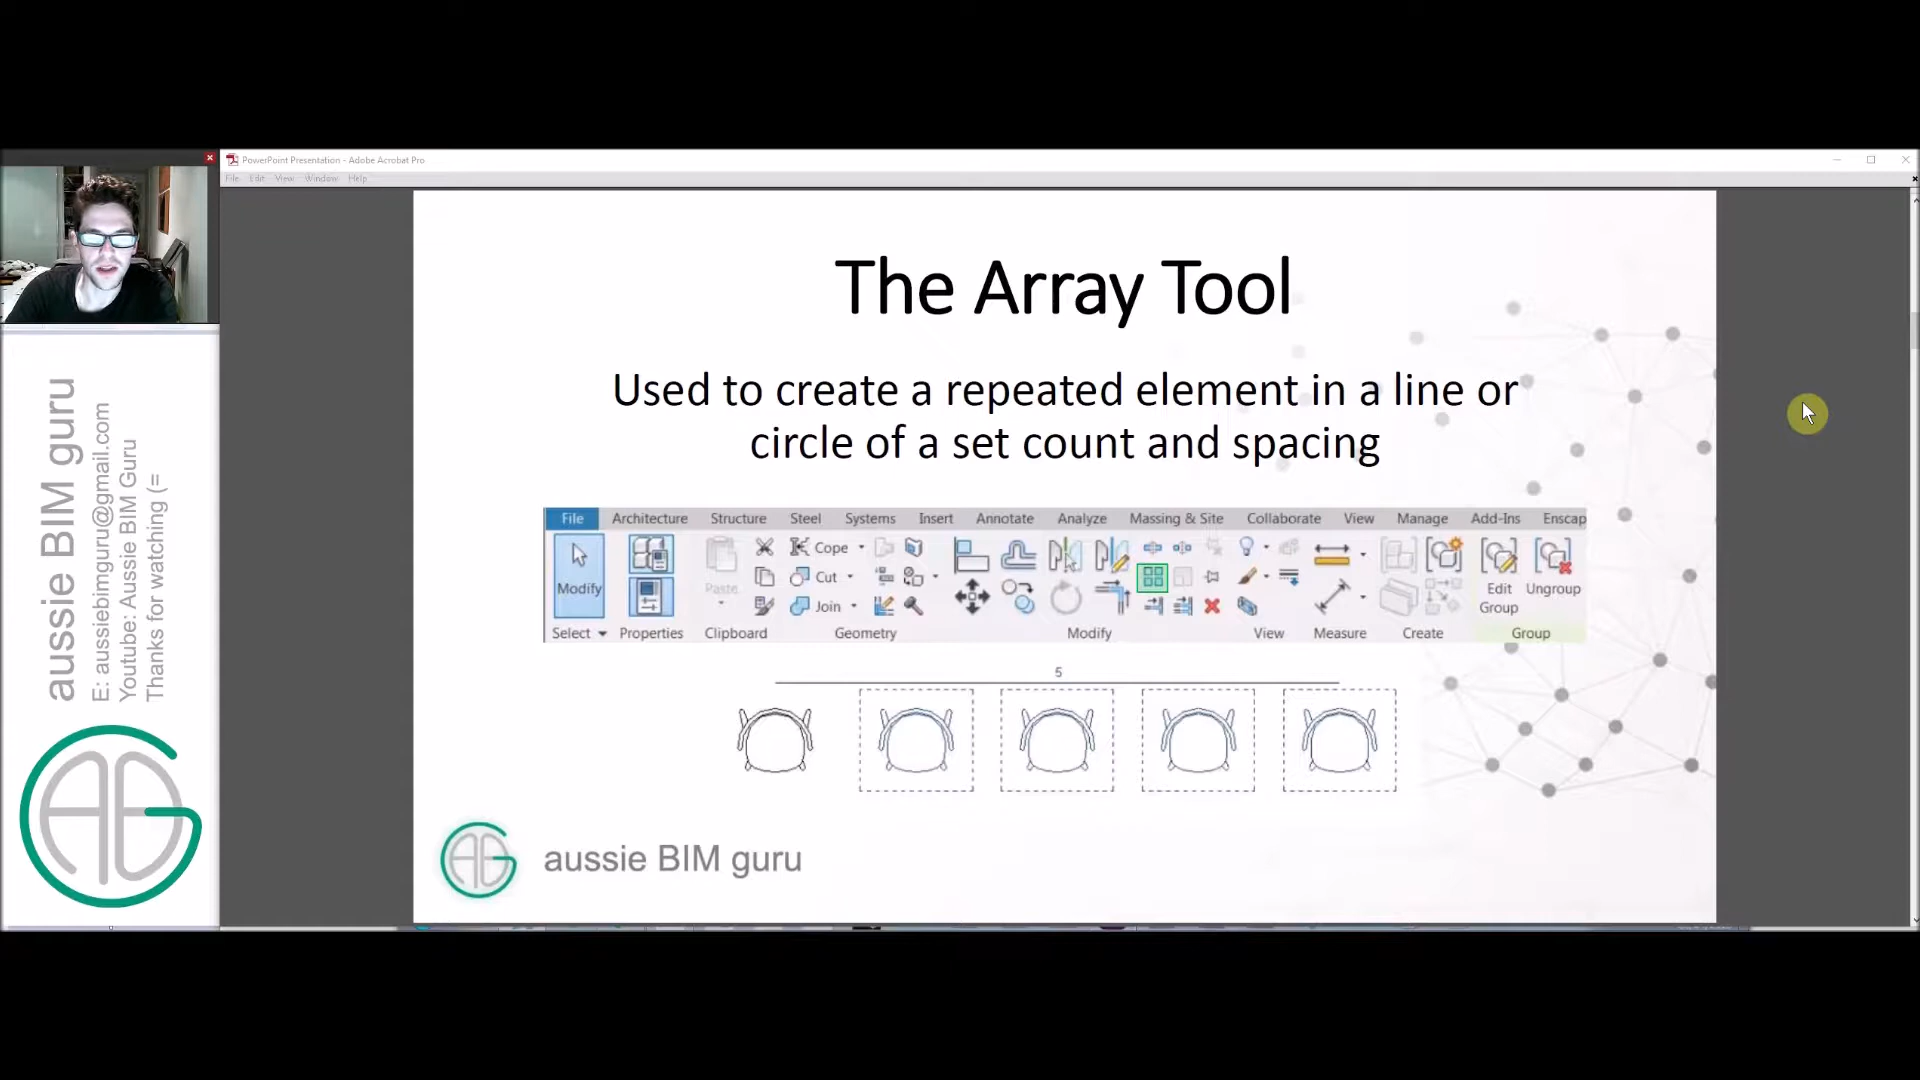 PowerPoint Presentation - Adobe Acrobat Pro
File Edit View Window Help
aussie BIM guru
E: aussiebimguru@gmail.com
Youtube: Aussie BIM Guru
Thanks for watching (=
The Array Tool
Used to create a repeated element in a line or
circle of a set count and spacing
File Architecture Structure Steel Systems Insert Annotate Analyze Massing & Site Collaborate View Manage Add-Ins Enscap
Cope
Cut
Join
Modify
Paste
Edit
Group
Ungroup
Select Properties Clipboard Geometry Modify View Measure Create Group
5
aussie BIM guru